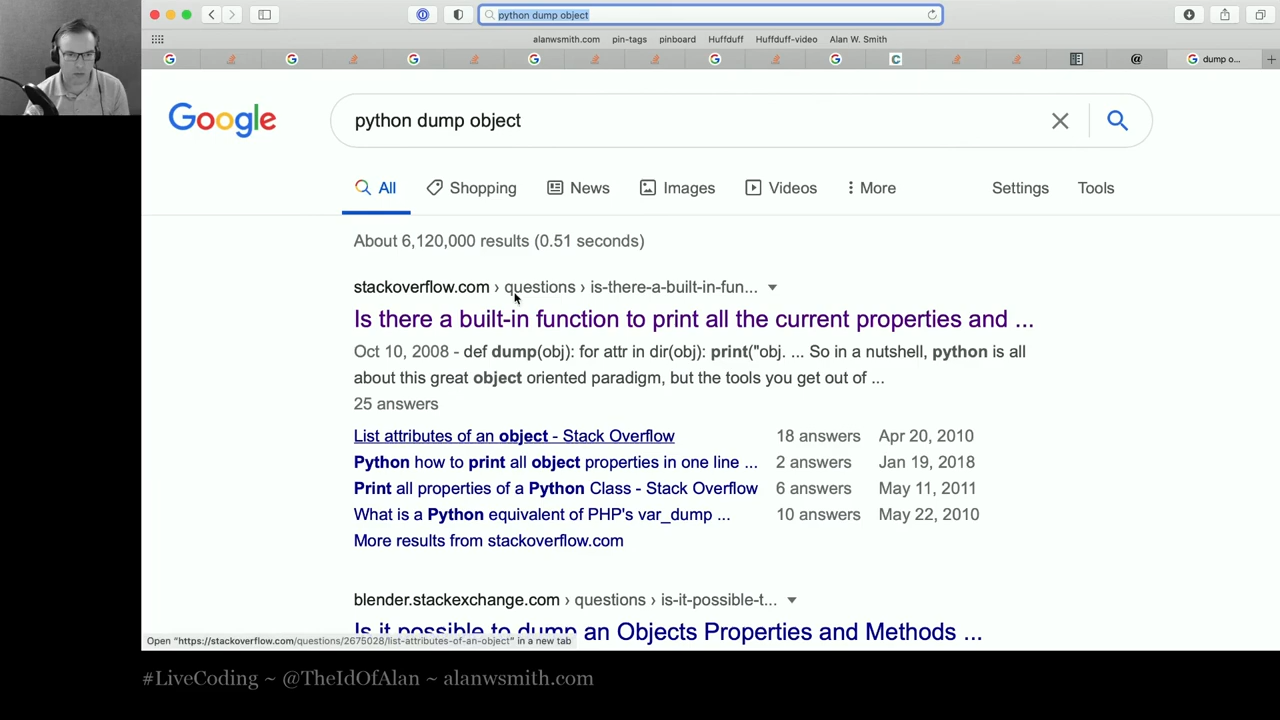 python dump object
alanwsmith.com pin-tags pinboard Huffduff Huffduff-video Alan W. Smith
dump o...
Google
python dump object
All Shopping News Images Videos More Settings Tools
About 6,120,000 results (0.51 seconds)
stackoverflow.com › questions › is-there-a-built-in-fun...
Is there a built-in function to print all the current properties and ...
Oct 10, 2008 - def dump(obj): for attr in dir(obj): print("obj. ... So in a nutshell, python is all
about this great object oriented paradigm, but the tools you get out of ...
25 answers
List attributes of an object - Stack Overflow 18 answers Apr 20, 2010
Python how to print all object properties in one line ... 2 answers Jan 19, 2018
Print all properties of a Python Class - Stack Overflow 6 answers May 11, 2011
What is a Python equivalent of PHP's var_dump ... 10 answers May 22, 2010
More results from stackoverflow.com
blender.stackexchange.com › questions › is-it-possible-t...
Is it possible to dump an Objects Properties and Methods ...
Open "https://stackoverflow.com/questions/2675028/list-attributes-of-an-object" in a new tab
#LiveCoding ~ @TheIdOfAlan ~ alanwsmith.com